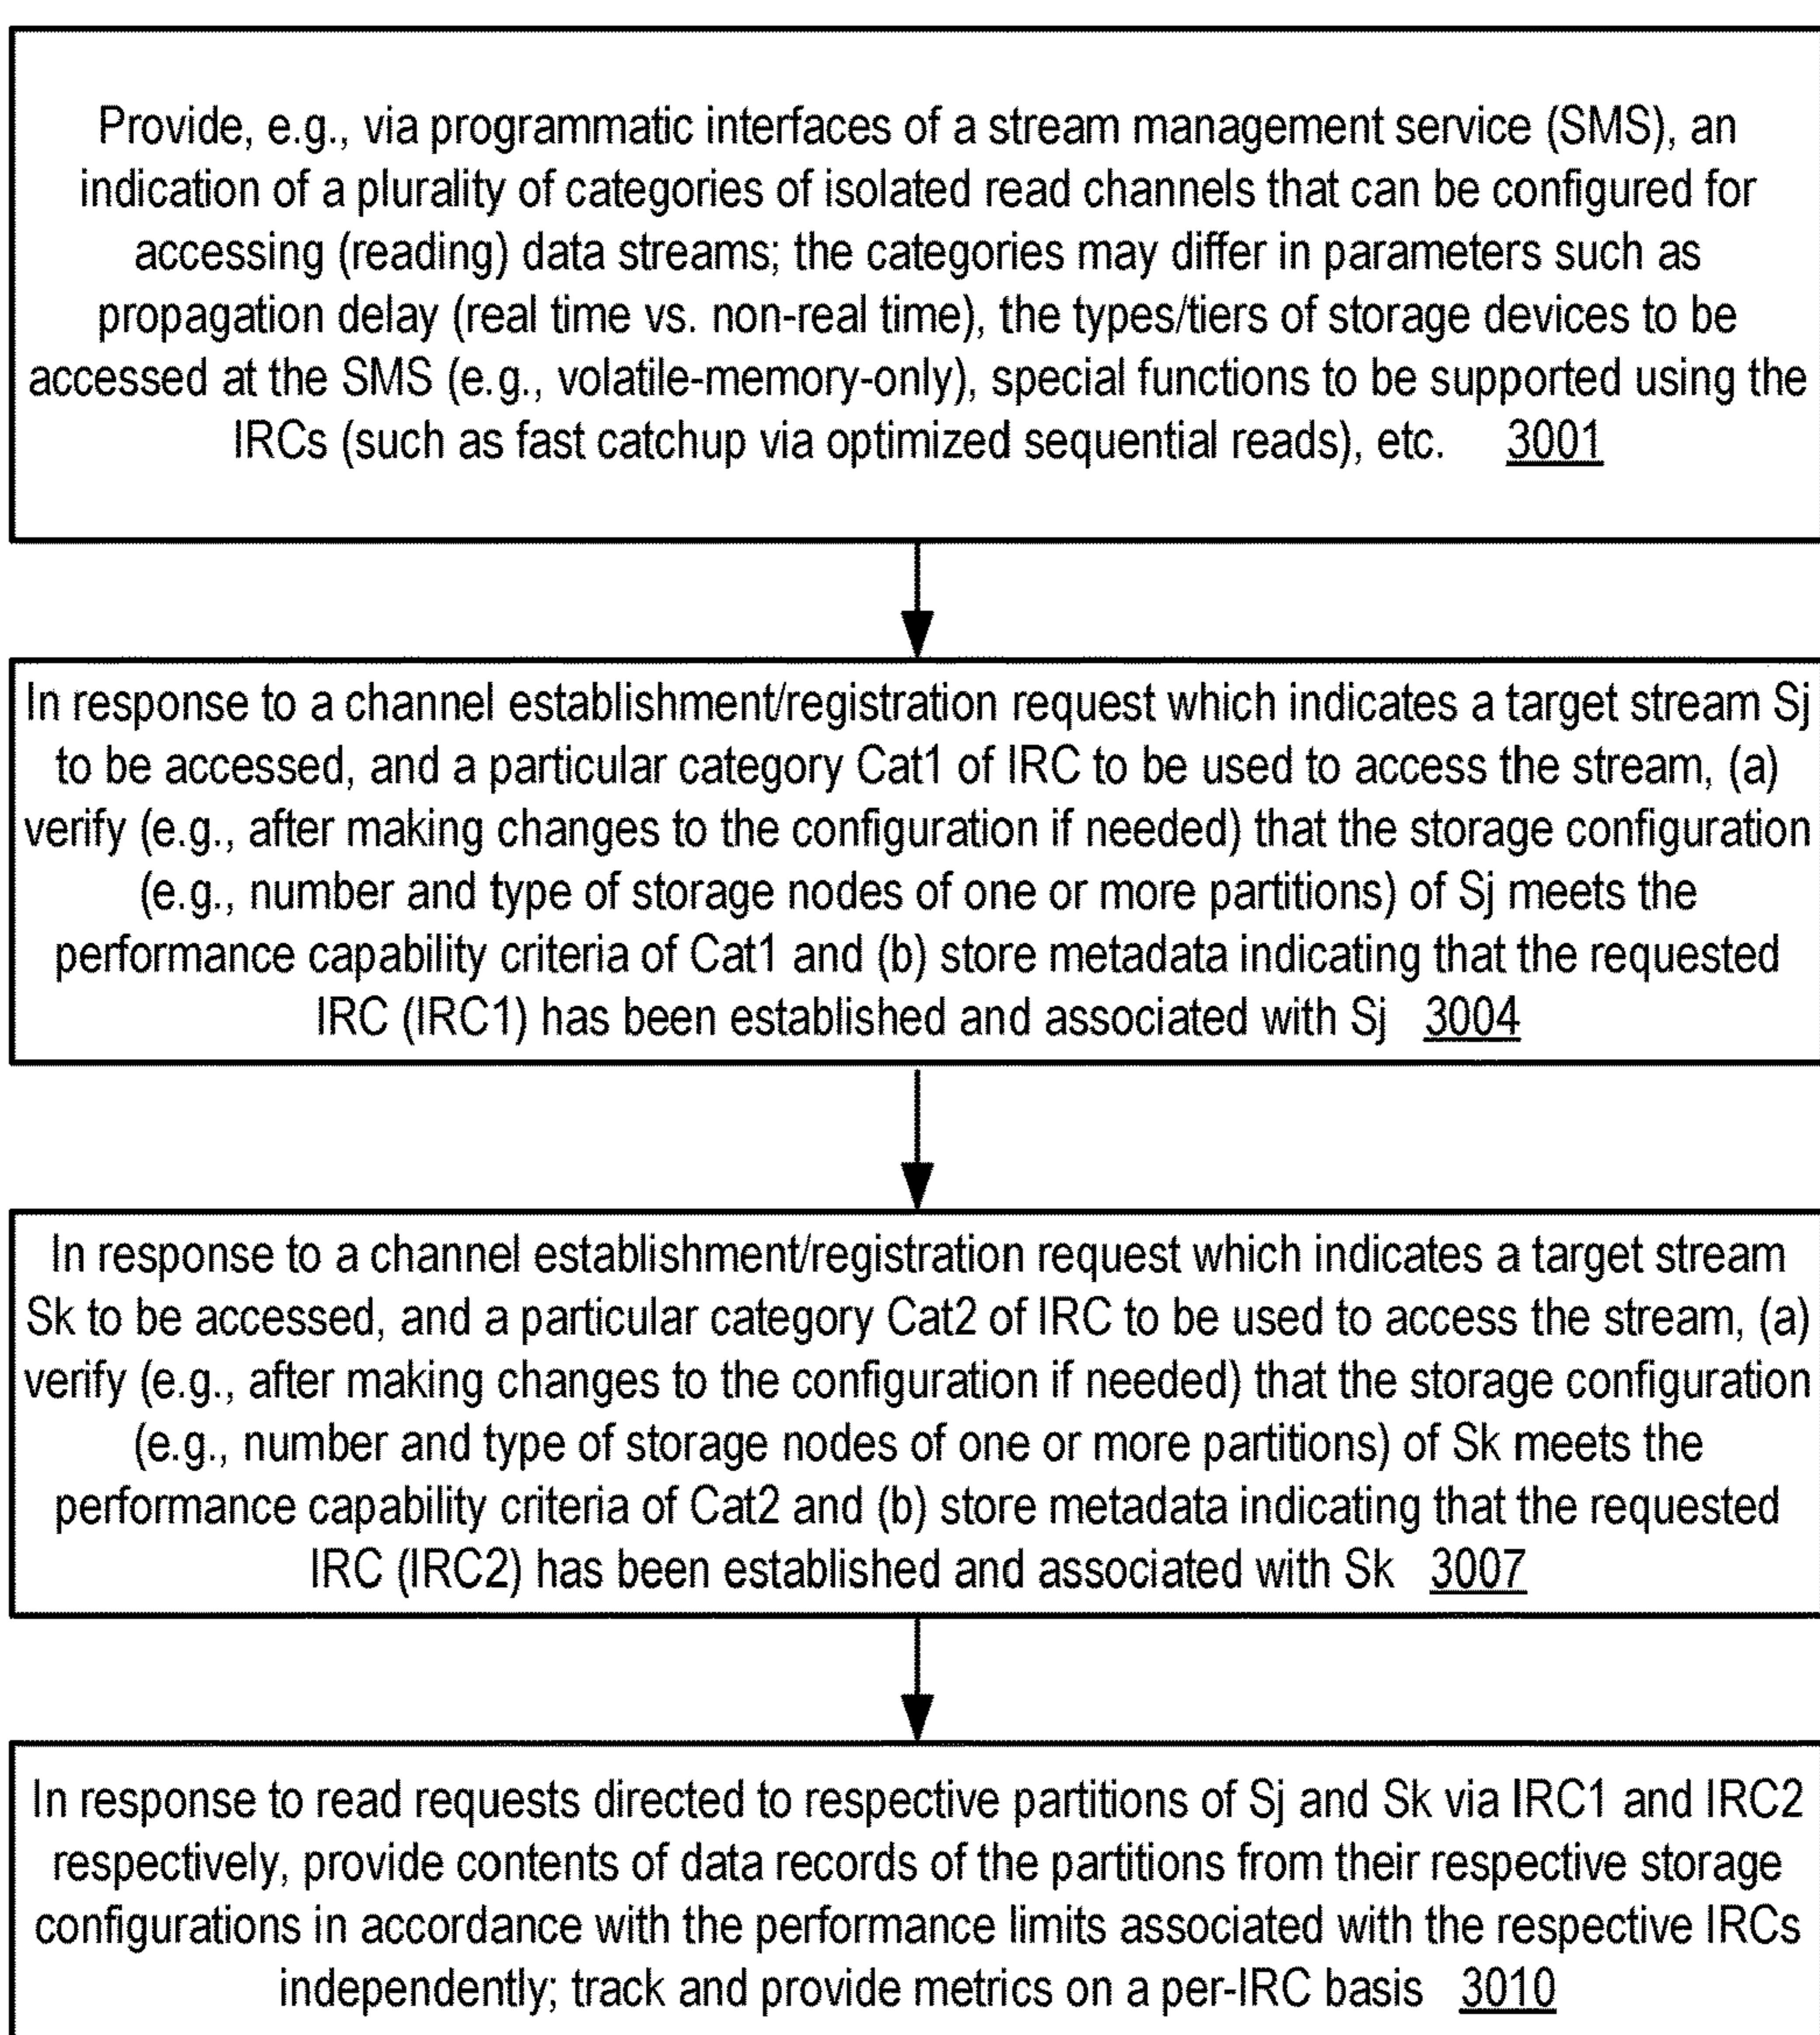 Provide, e.g., via programmatic interfaces of a stream management service (SMS), an
indication of a plurality of categories of isolated read channels that can be configured for
accessing (reading) data streams; the categories may differ in parameters such as
propagation delay (real time vs. non-real time), the types/tiers of storage devices to be
accessed at the SMS (e.g., volatile-memory-only), special functions to be supported using the
IRCs (such as fast catchup via optimized sequential reads), etc. 3001
In response to a channel establishment/registration request which indicates a target stream Sj
to be accessed, and a particular category Cat1 of IRC to be used to access the stream, (a)
verify (e.g., after making changes to the configuration if needed) that the storage configuration
(e.g., number and type of storage nodes of one or more partitions) of Sj meets the
performance capability criteria of Cat1 and (b) store metadata indicating that the requested
IRC (IRC1) has been established and associated with Sj 3004
In response to a channel establishment/registration request which indicates a target stream
Sk to be accessed, and a particular category Cat2 of IRC to be used to access the stream, (a)
verify (e.g., after making changes to the configuration if needed) that the storage configuration
(e.g., number and type of storage nodes of one or more partitions) of Sk meets the
performance capability criteria of Cat2 and (b) store metadata indicating that the requested
IRC (IRC2) has been established and associated with Sk 3007
In response to read requests directed to respective partitions of Sj and Sk via IRC1 and IRC2
respectively, provide contents of data records of the partitions from their respective storage
configurations in accordance with the performance limits associated with the respective IRCs
independently; track and provide metrics on a per-IRC basis 3010